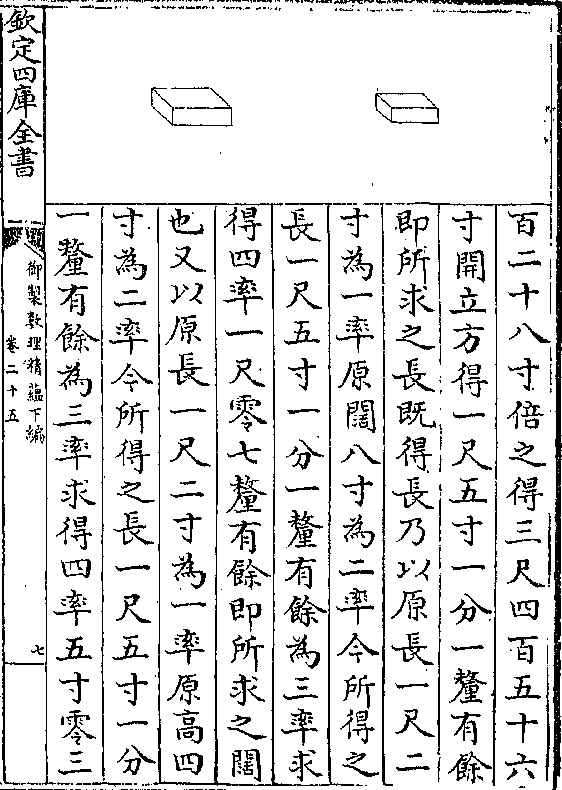 百二十八寸倍之得三尺四百五十六
寸開立方得一尺五寸一分一釐有餘
即所求之長既得長乃以原長一尺二
寸為一率原闊八寸為二率今所得之
長一尺五寸一分一釐有餘為三率求
得四率一尺零七釐有餘即所求之闊
也又以原長一尺二寸為一率原高四
寸為二率今所得之長一尺五寸一分
一釐有餘為三率求得四率五寸零三
欽定四庫全書
御製數理精蘊下編
卷二十五
七